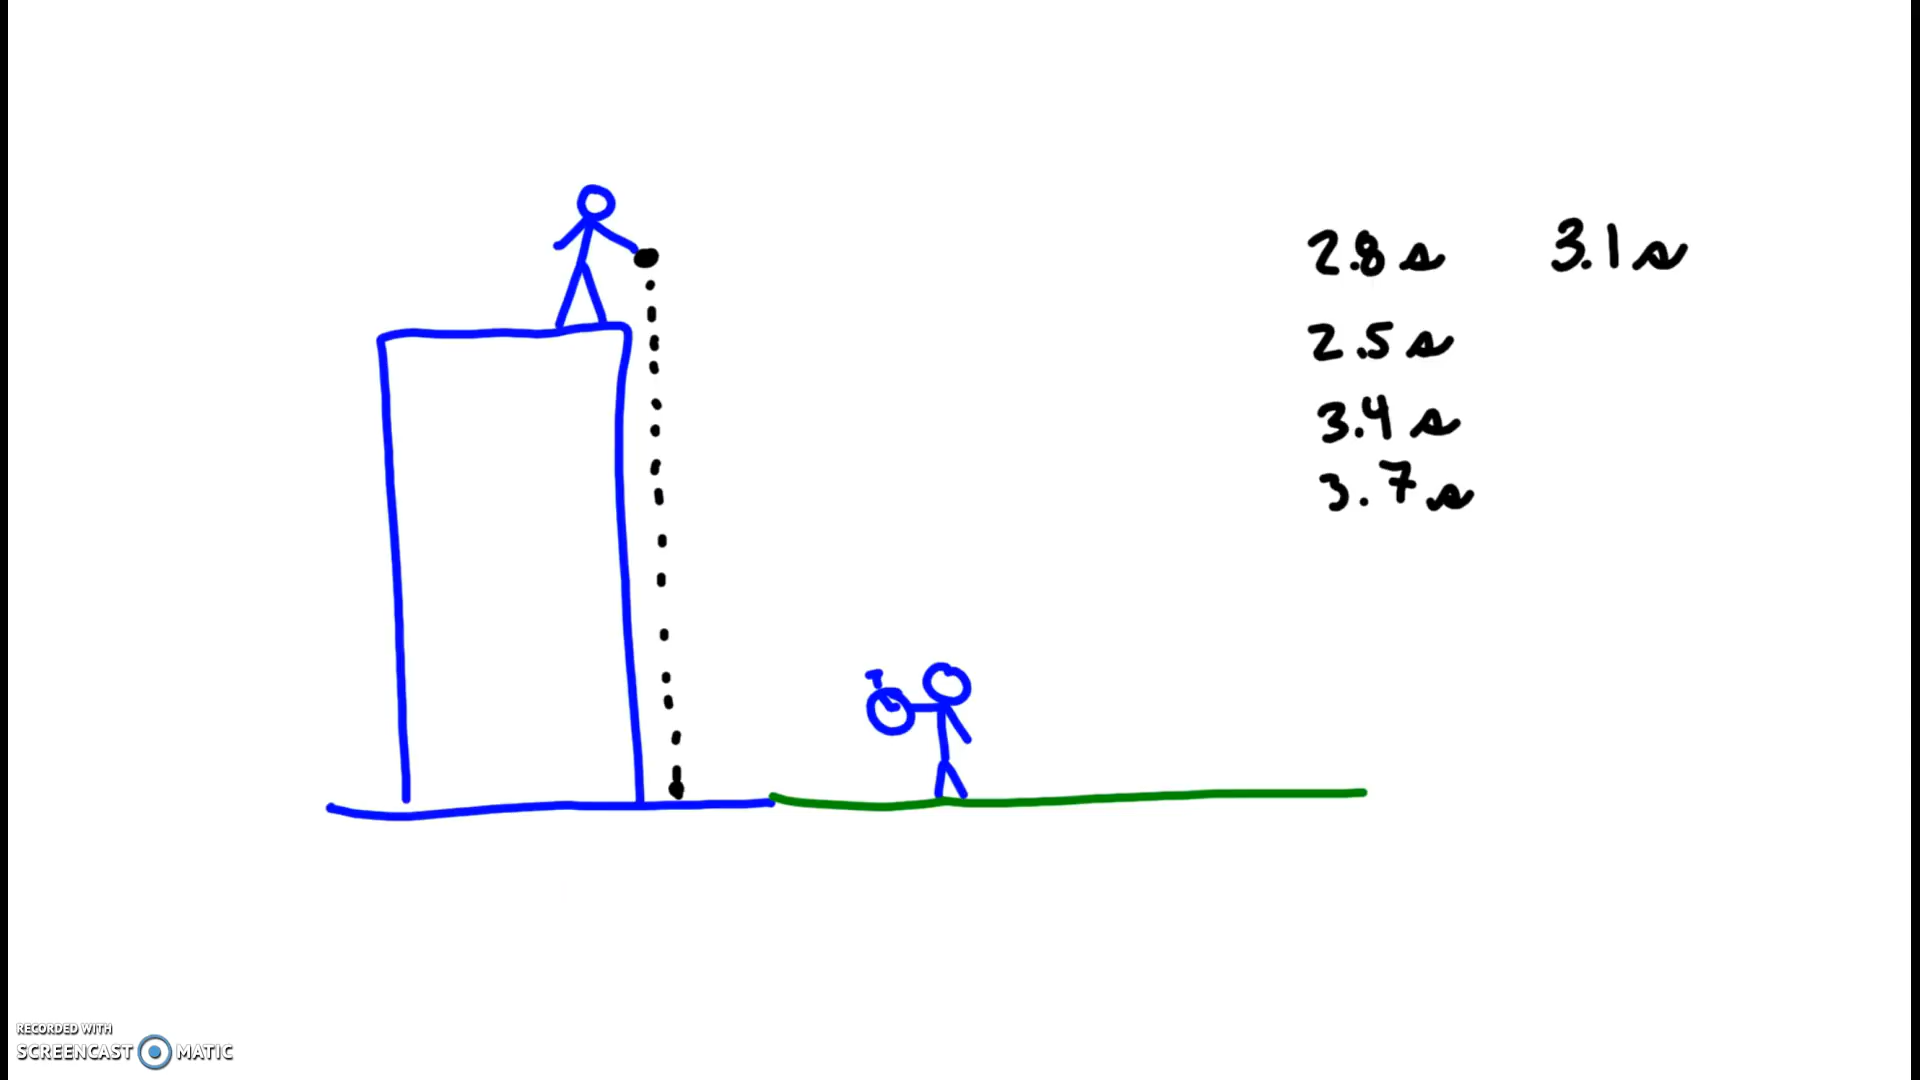 2.8 s 3.1 s
2.5 s
3.4 s
3.7 s
RECORDED WITH
SCREENCAST MATIC